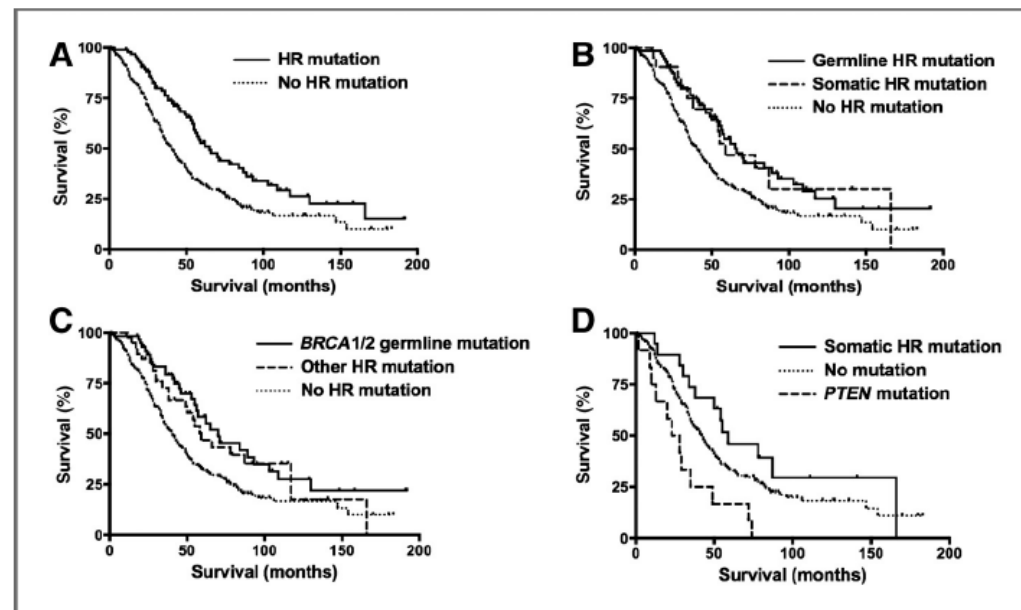 A
HR mutation
No HR mutation
Survival (%)
100
75
50
25
0
0 50 100 150 200
Survival (months)
B
Germline HR mutation
Somatic HR mutation
No HR mutation
Survival (%)
100
75
50
25
0
0 50 100 150 200
Survival (months)
C
BRCA1/2 germline mutation
Other HR mutation
No HR mutation
Survival (%)
100
75
50
25
0
0 50 100 150 200
Survival (months)
D
Somatic HR mutation
No mutation
PTEN mutation
Survival (%)
100
75
50
25
0
0 50 100 150 200
Survival (months)